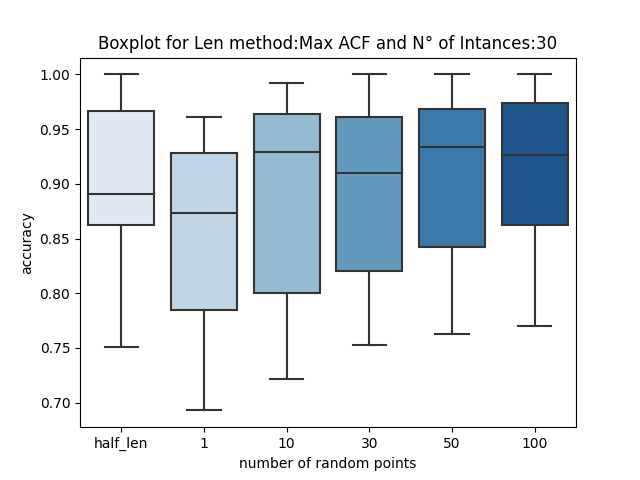 Boxplot for Len method:Max ACF and N° of Intances:30
1.00
0.95
0.90
0.85
0.80
0.75
0.70
accuracy
half_len 1 10 30 50 100
number of random points